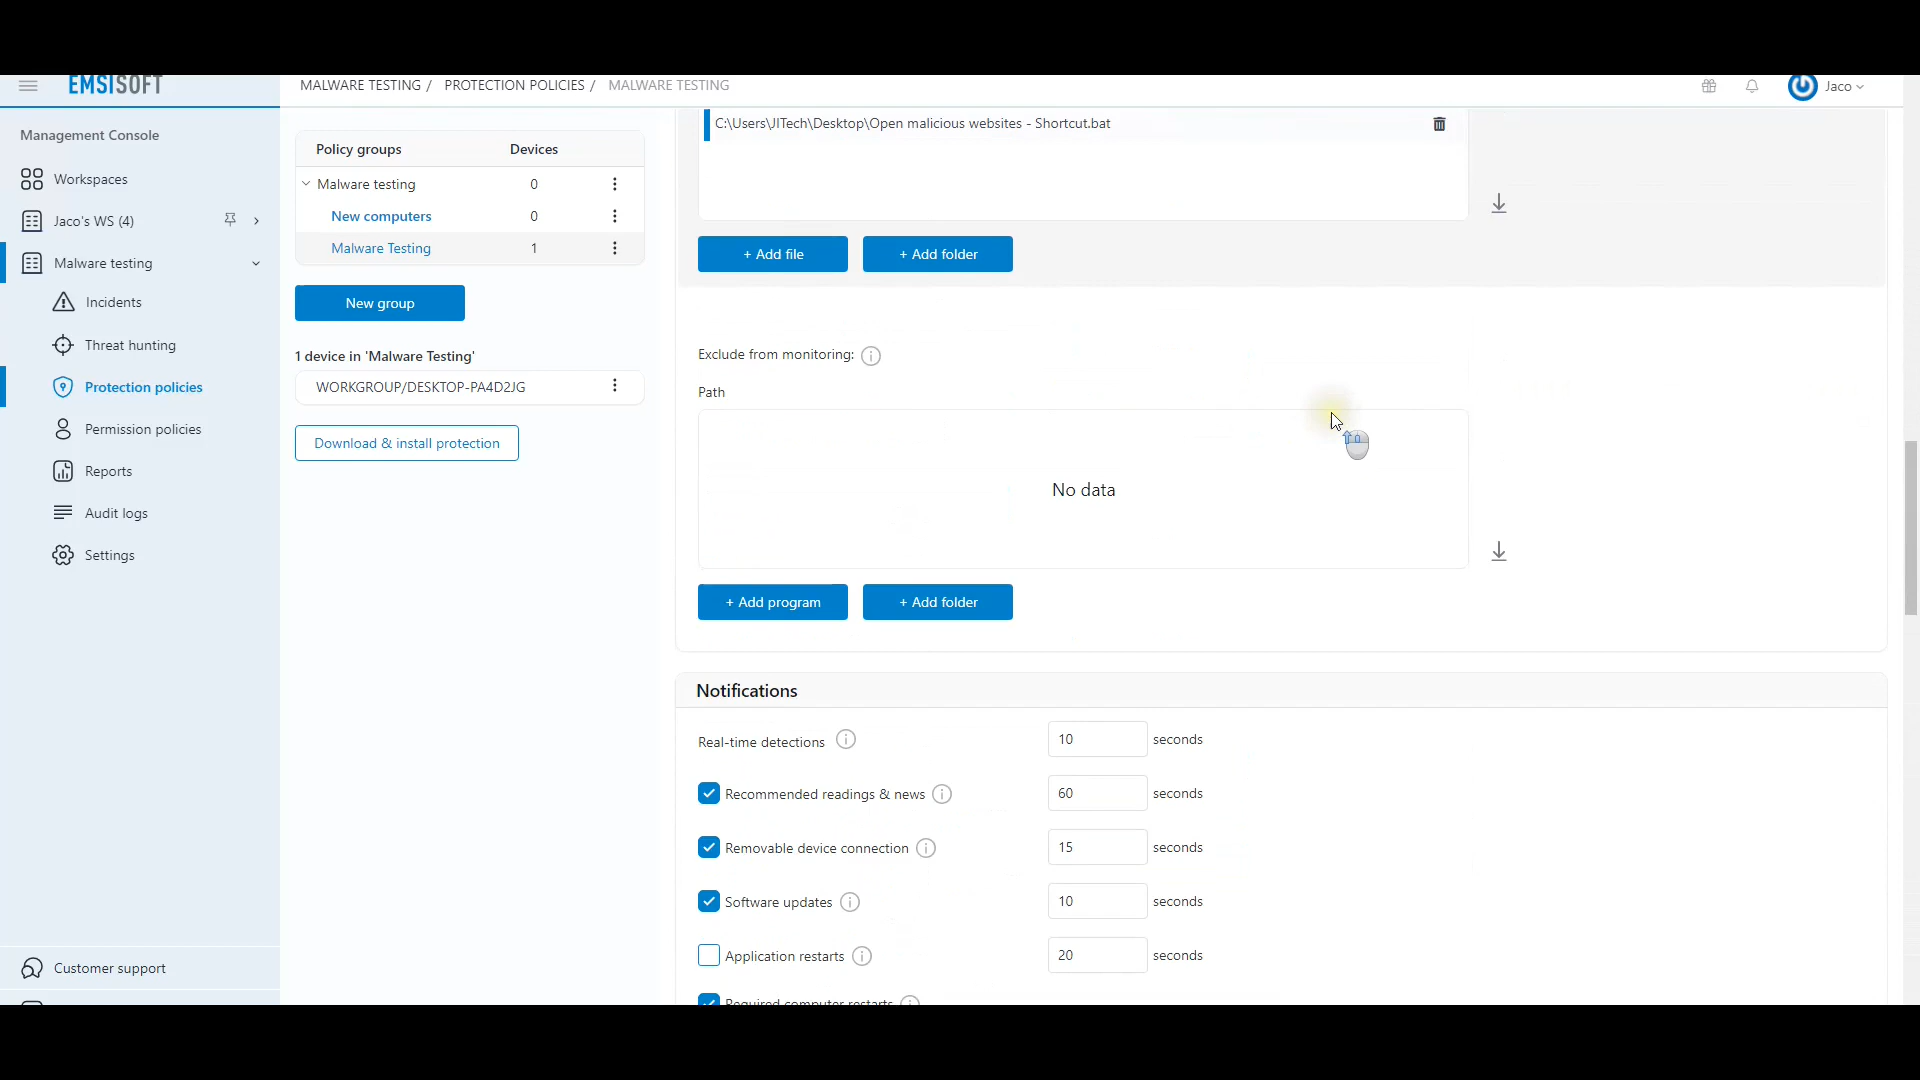 EMSISOFT
MALWARE TESTING / PROTECTION POLICIES / MALWARE TESTING
Jaco
Management Console
Workspaces
Jaco's WS (4)
Malware testing
Incidents
Threat hunting
Protection policies
Permission policies
Reports
Audit logs
Settings
Customer support
Policy groups Devices
Malware testing 0
New computers 0
Malware Testing 1
New group
1 device in 'Malware Testing'
WORKGROUP/DESKTOP-PA4D2JG
Download & install protection
C:\Users\JITech\Desktop\Open malicious websites - Shortcut.bat
+ Add file + Add folder
Exclude from monitoring:
Path
No data
+ Add program + Add folder
Notifications
Real-time detections 10 seconds
Recommended readings & news 60 seconds
Removable device connection 15 seconds
Software updates 10 seconds
Application restarts 20 seconds
Required computer restarts